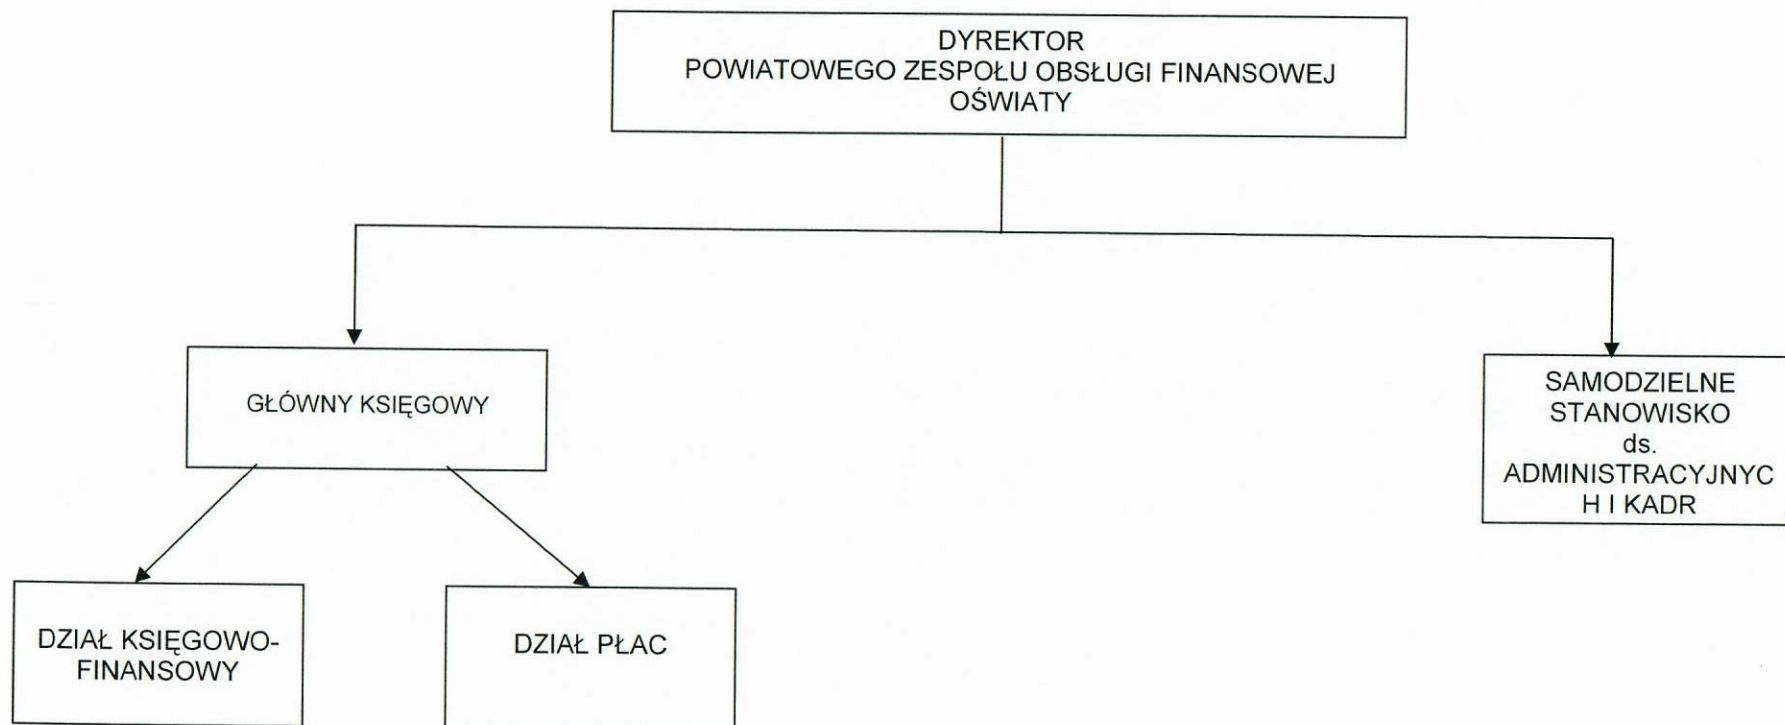 DYREKTOR
POWIATOWEGO ZESPOŁU OBSŁUGI FINANSOWEJ
OŚWIATY
GŁÓWNY KSIĘGOWY
SAMODZIELNE
STANOWISKO
ds.
ADMINISTRACYJNYC
H I KADR
DZIAŁ KSIĘGOWO-
FINANSOWY
DZIAŁ PŁAC